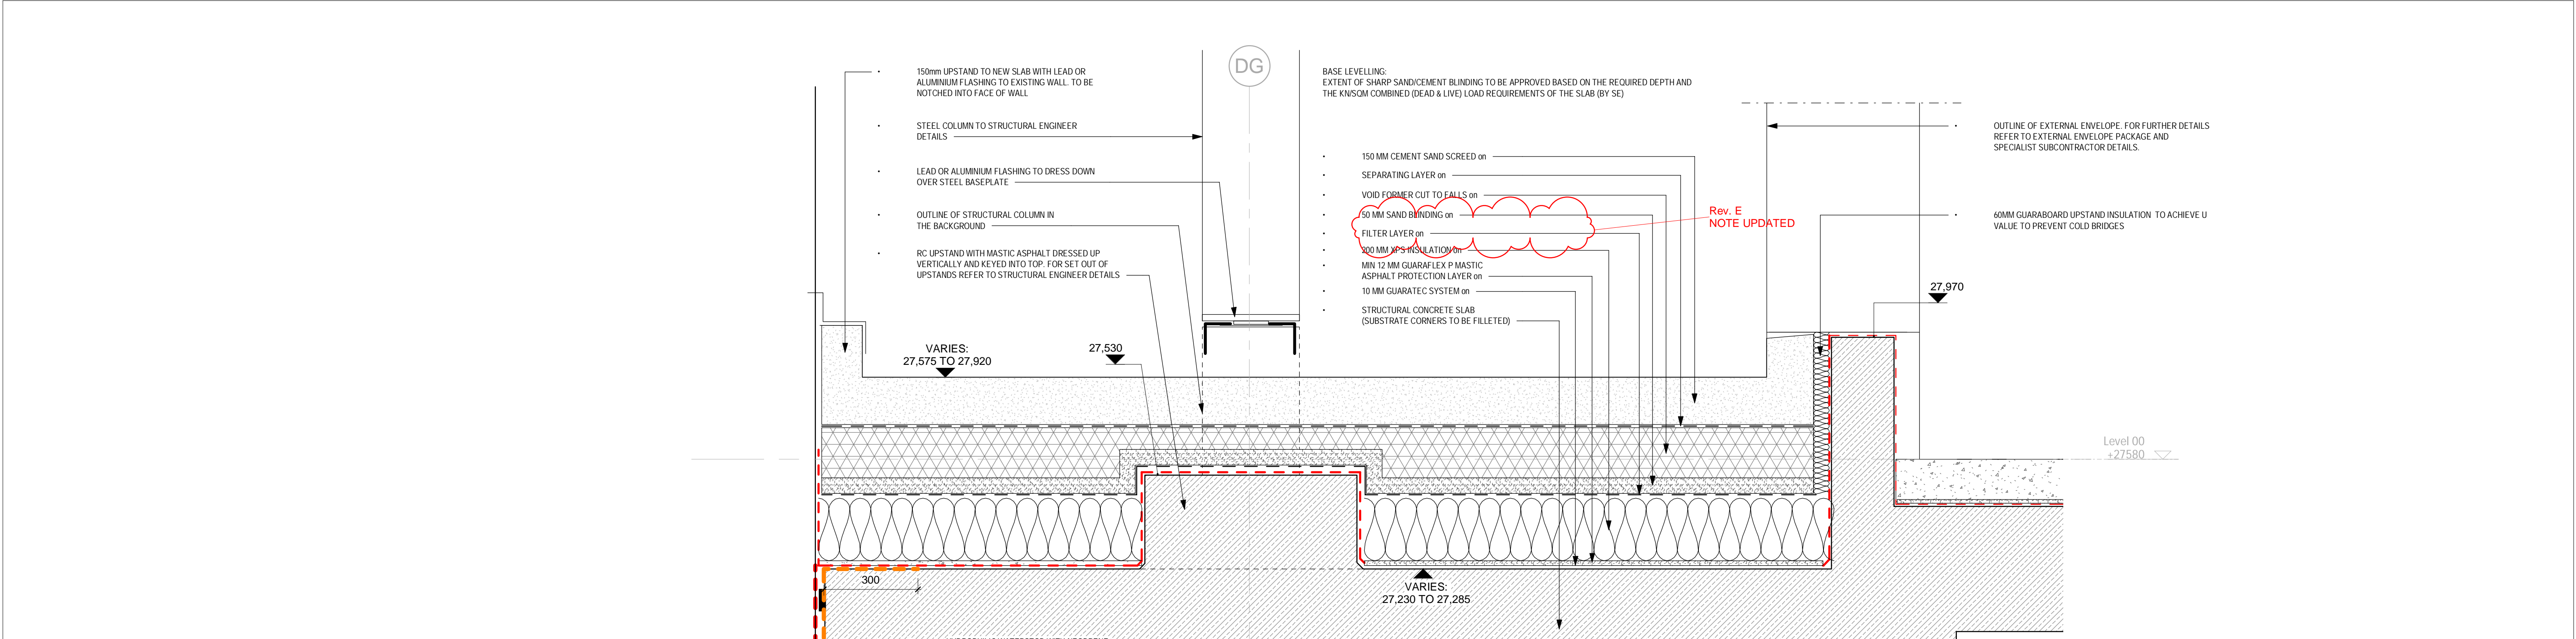 150mm UPSTAND TO NEW SLAB WITH LEAD OR
ALUMINIUM FLASHING TO EXISTING WALL. TO BE
NOTCHED INTO FACE OF WALL
STEEL COLUMN TO STRUCTURAL ENGINEER
DETAILS
LEAD OR ALUMINIUM FLASHING TO DRESS DOWN
OVER STEEL BASEPLATE
OUTLINE OF STRUCTURAL COLUMN IN
THE BACKGROUND
RC UPSTAND WITH MASTIC ASPHALT DRESSED UP
VERTICALLY AND KEYED INTO TOP. FOR SET OUT OF
UPSTANDS REFER TO STRUCTURAL ENGINEER DETAILS
DG
BASE LEVELLING:
EXTENT OF SHARP SAND/CEMENT BLINDING TO BE APPROVED BASED ON THE REQUIRED DEPTH AND
THE KN/SQM COMBINED (DEAD & LIVE) LOAD REQUIREMENTS OF THE SLAB (BY SE)
150 MM CEMENT SAND SCREED on
SEPARATING LAYER on
VOID FORMER CUT TO FALLS on
50 MM SAND BLINDING on
FILTER LAYER on
200 MM XPS INSULATION on
MIN 12 MM GUARAFLEX P MASTIC
ASPHALT PROTECTION LAYER on
10 MM GUARATEC SYSTEM on
STRUCTURAL CONCRETE SLAB
(SUBSTRATE CORNERS TO BE FILLETED)
Rev. E
NOTE UPDATED
OUTLINE OF EXTERNAL ENVELOPE. FOR FURTHER DETAILS
REFER TO EXTERNAL ENVELOPE PACKAGE AND
SPECIALIST SUBCONTRACTOR DETAILS.
60MM GUARABOARD UPSTAND INSULATION TO ACHIEVE U
VALUE TO PREVENT COLD BRIDGES
27,970
VARIES:
27,575 TO 27,920
27,530
Level 00
+27580
300
VARIES:
27,230 TO 27,285